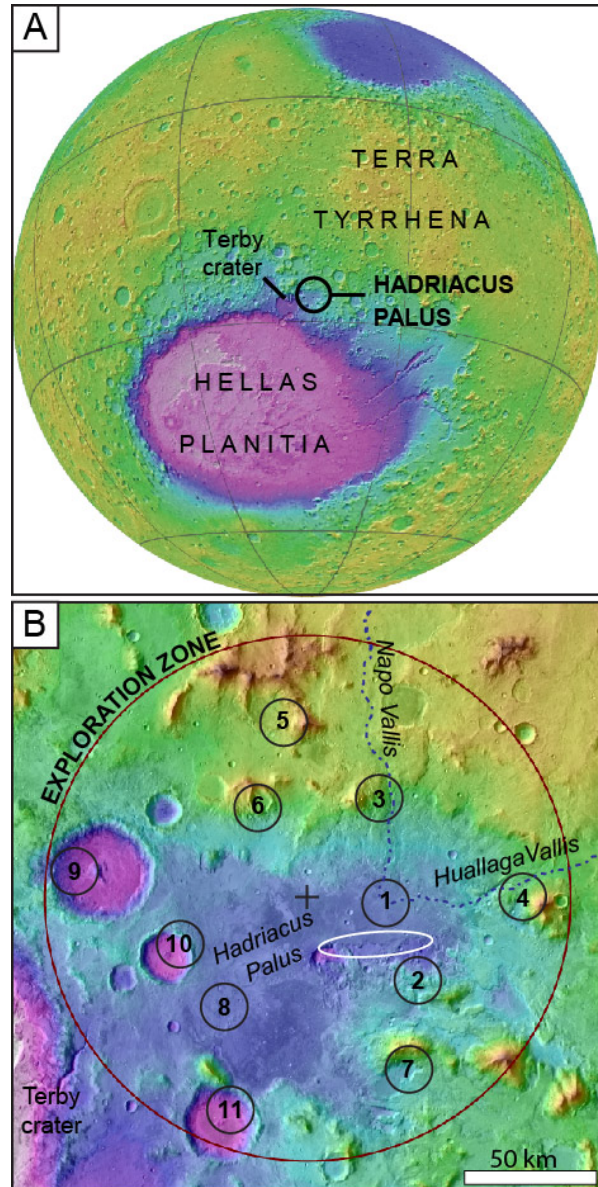 A
TERRA
TYRRHENA
Terby
crater
HADRIACUS
PALUS
HELLAS
PLANITIA
B
EXPLORATION ZONE
Napo Vallis
5
6
3
Huallaga Vallis
9
1
4
10
Hadriacus
Palus
2
8
7
Terby
crater
11
50 km